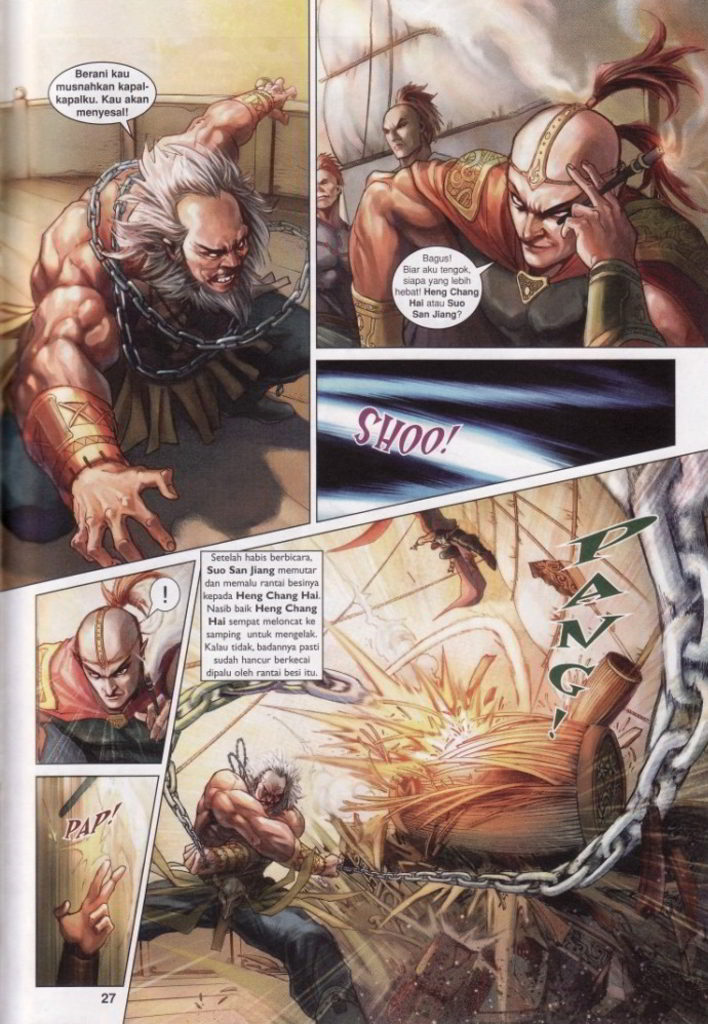 Berani kau
musnahkan kapal-
kapalku. Kau akan
menyesal!
Bagus!
Biar aku tengok,
siapa yang lebih
hebat! Heng Chang
Hai atau Suo
San Jiang?
SHOO!
!
Setelah habis berbicara,
Suo San Jiang memutar
dan memalu rantai besinya
kepada Heng Chang Hai.
Nasib baik Heng Chang
Hai sempat meloncat ke
samping untuk mengelak.
Kalau tidak, badannya pasti
sudah hancur berkecai
dipalu oleh rantai besi itu.
PANG!
PAP!
27